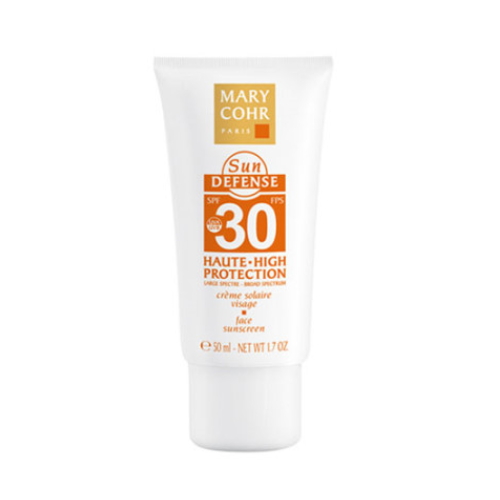 MARY
COHR
PARIS
Sun
DEFENSE
SPF FPS
30
HAUTE • HIGH
PROTECTION
LARGE SPECTRE - BROAD SPECTRUM
crème solaire
visage
face
sunscreen
℮ 50 ml - NET WT 1.7 OZ